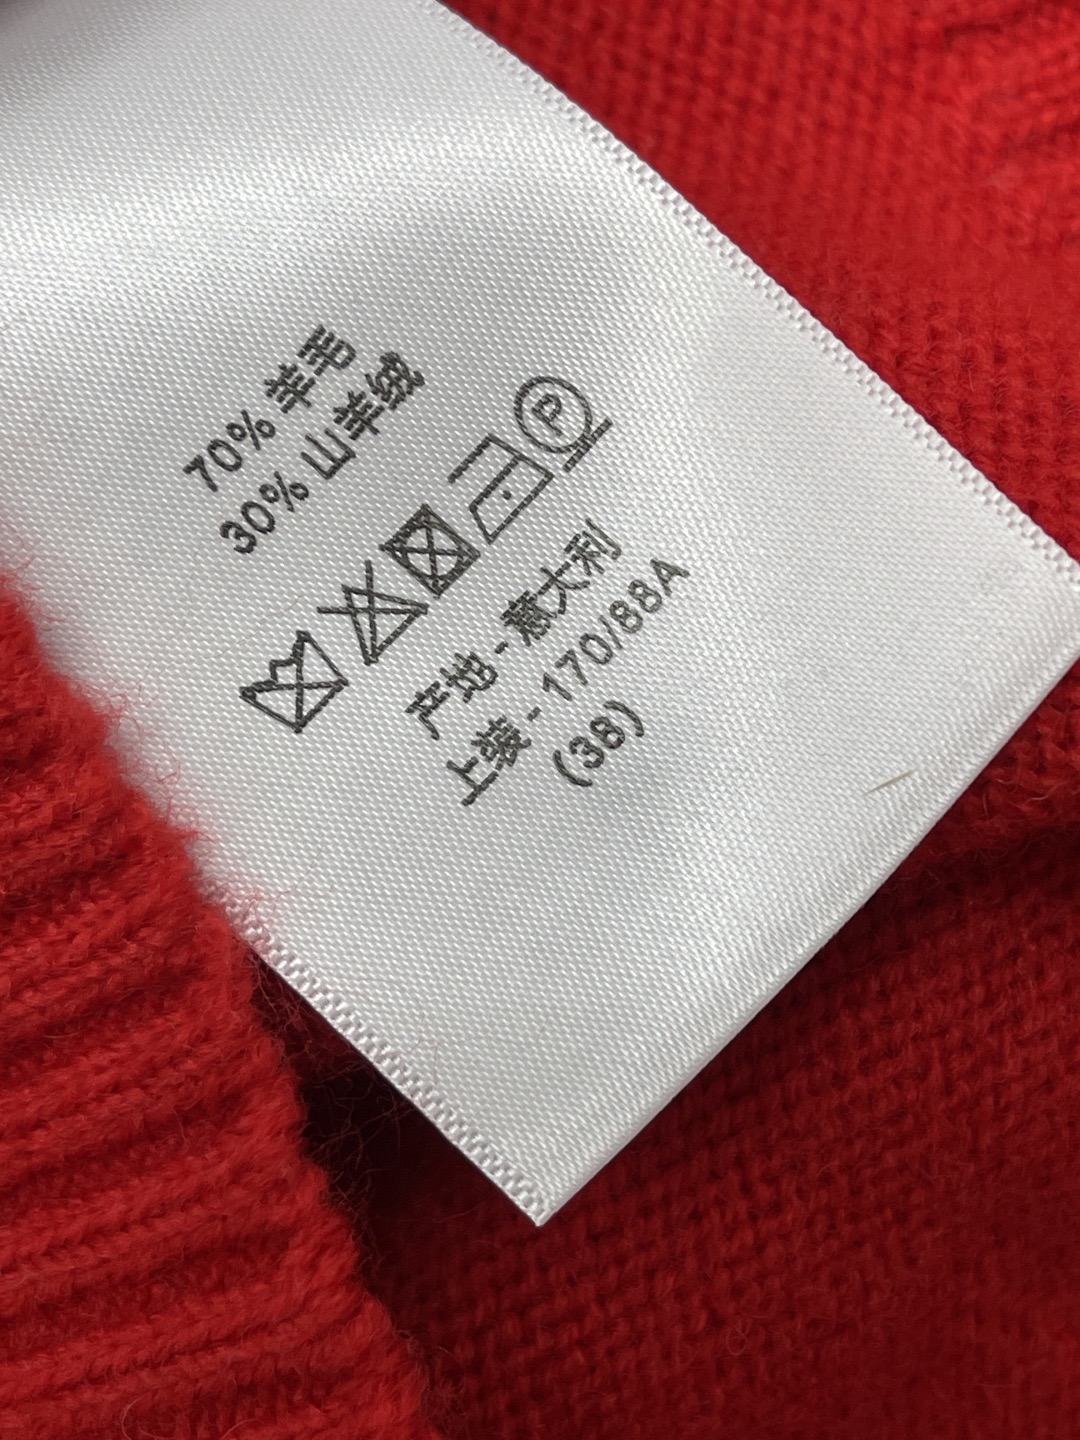 70% 羊毛
30% 山羊绒
P
产地 - 意大利
上装 - 170/88A
(38)